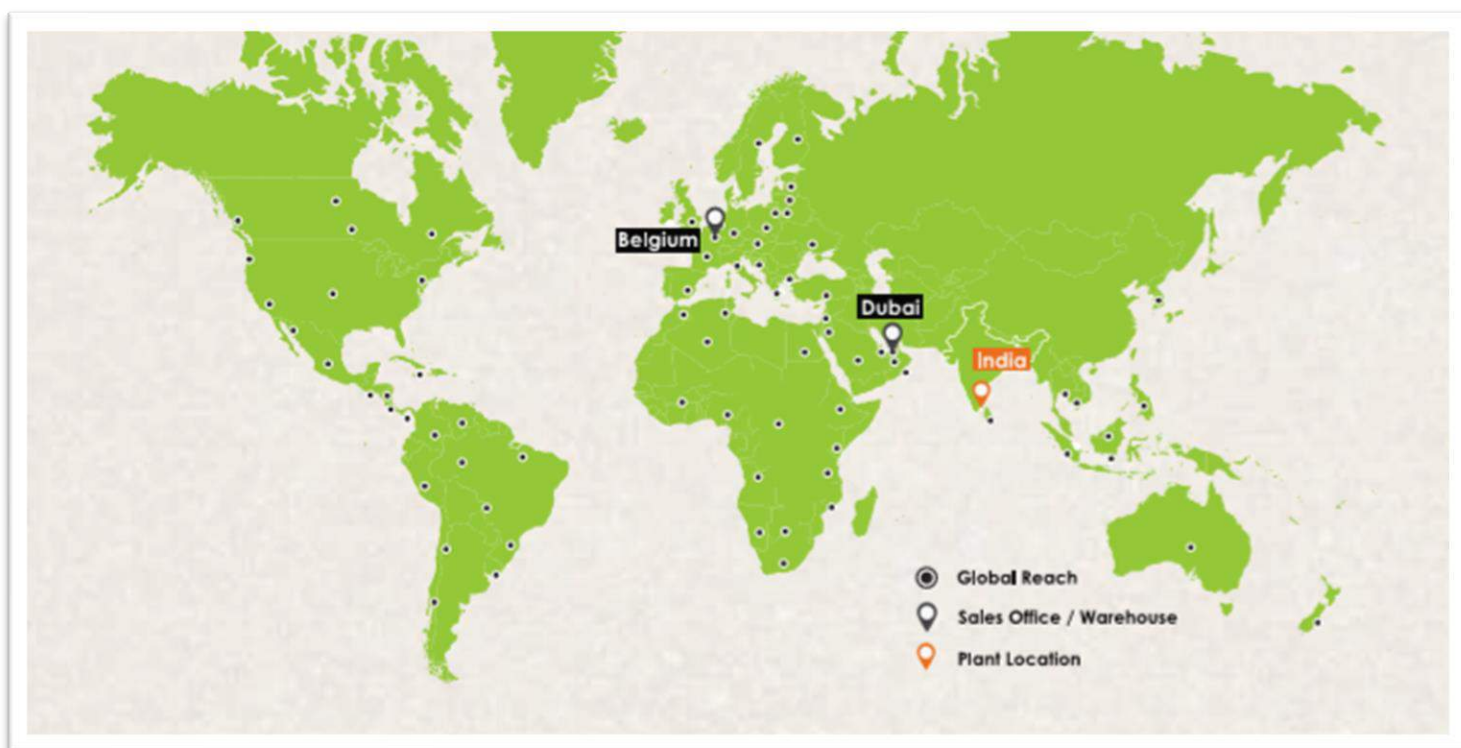 Belgium
Dubai
India
Global Reach
Sales Office / Warehouse
Plant Location